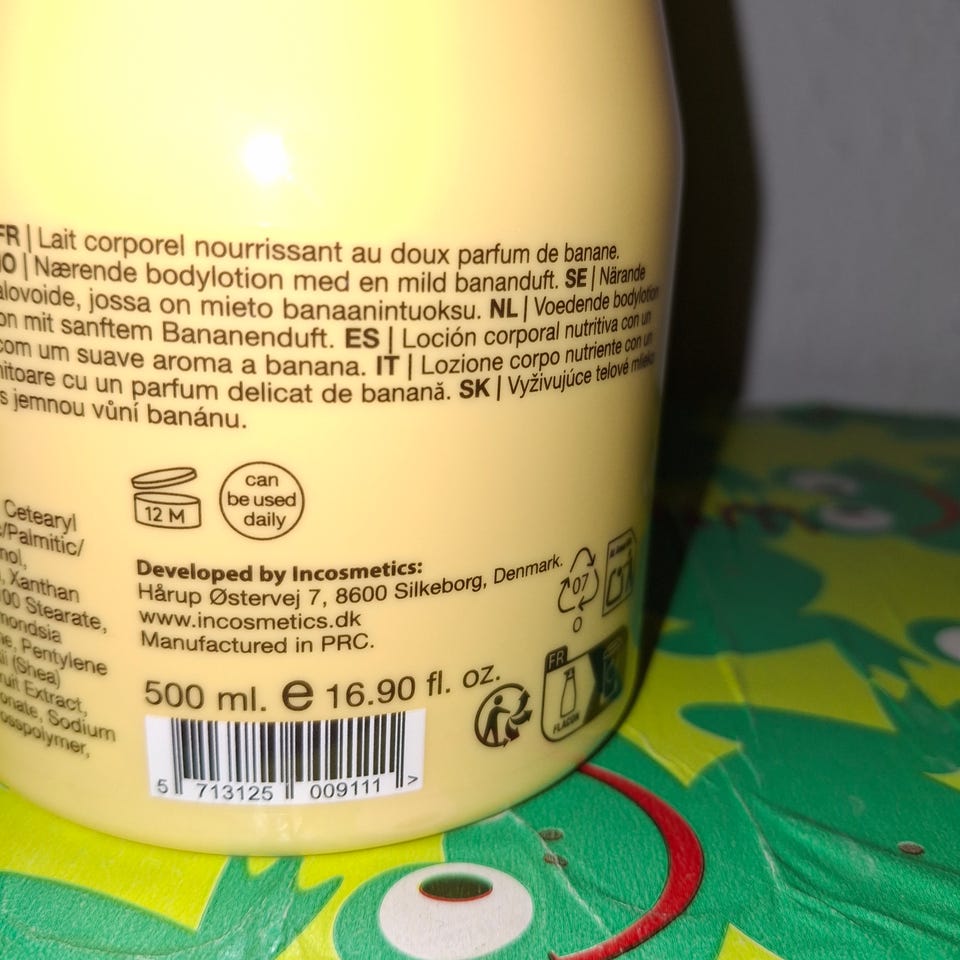 FR | Lait corporel nourrissant au doux parfum de banane.
NO | Nærende bodylotion med en mild bananduft. SE | Närande
alovoide, jossa on mieto banaanintuoksu. NL | Voedende bodylotion
on mit sanftem Bananenduft. ES | Loción corporal nutritiva con un
com um suave aroma a banana. IT | Lozione corpo nutriente con un
nitoare cu un parfum delicat de banană. SK | Vyživujúce telové mlieko
s jemnou vůní banánu.
12 M
can
be used
daily
Cetearyl
/Palmitic/
nol,
, Xanthan
00 Stearate,
mondsia
ne, Pentylene
ii (Shea)
ruit Extract,
onate, Sodium
osspolymer,
Developed by Incosmetics:
Hårup Østervej 7, 8600 Silkeborg, Denmark.
www.incosmetics.dk
Manufactured in PRC.
07
O
500 ml. e 16.90 fl. oz.
FR
FLACON
5 713125 009111 >